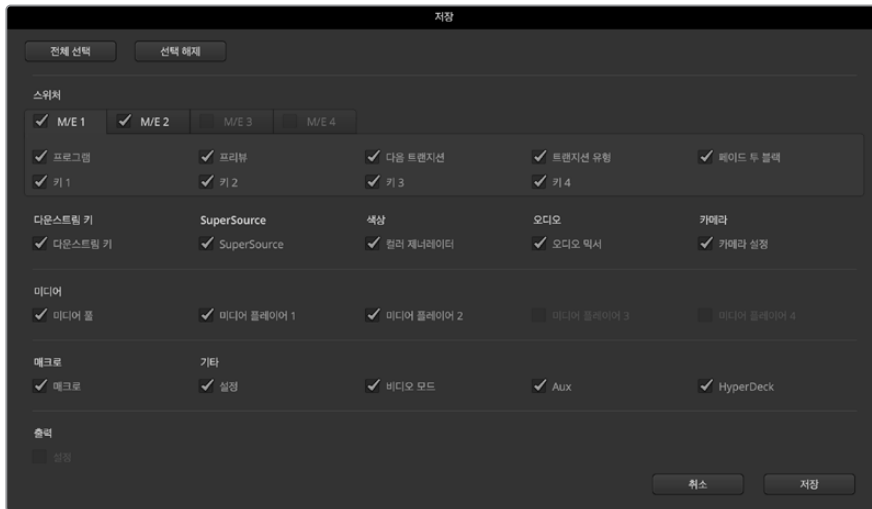 저장
전체 선택 선택 해제
스위처
M/E 1 M/E 2 M/E 3 M/E 4
프로그램 프리뷰 다음 트랜지션 트랜지션 유형 페이드 투 블랙
키 1 키 2 키 3 키 4
다운스트림 키 SuperSource 색상 오디오 카메라
다운스트림 키 SuperSource 컬러 제너레이터 오디오 믹서 카메라 설정
미디어
미디어 풀 미디어 플레이어 1 미디어 플레이어 2 미디어 플레이어 3 미디어 플레이어 4
매크로 기타
매크로 설정 비디오 모드 Aux HyperDeck
출력
설정
취소 저장